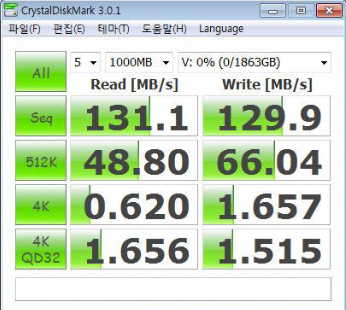 CrystalDiskMark 3.0.1
파일(F) 편집(E) 테마(T) 도움말(H) Language
All 5 1000MB V: 0% (0/1863GB)
Read [MB/s] Write [MB/s]
Seq 131.1 129.9
512K 48.80 66.04
4K 0.620 1.657
4K QD32 1.656 1.515